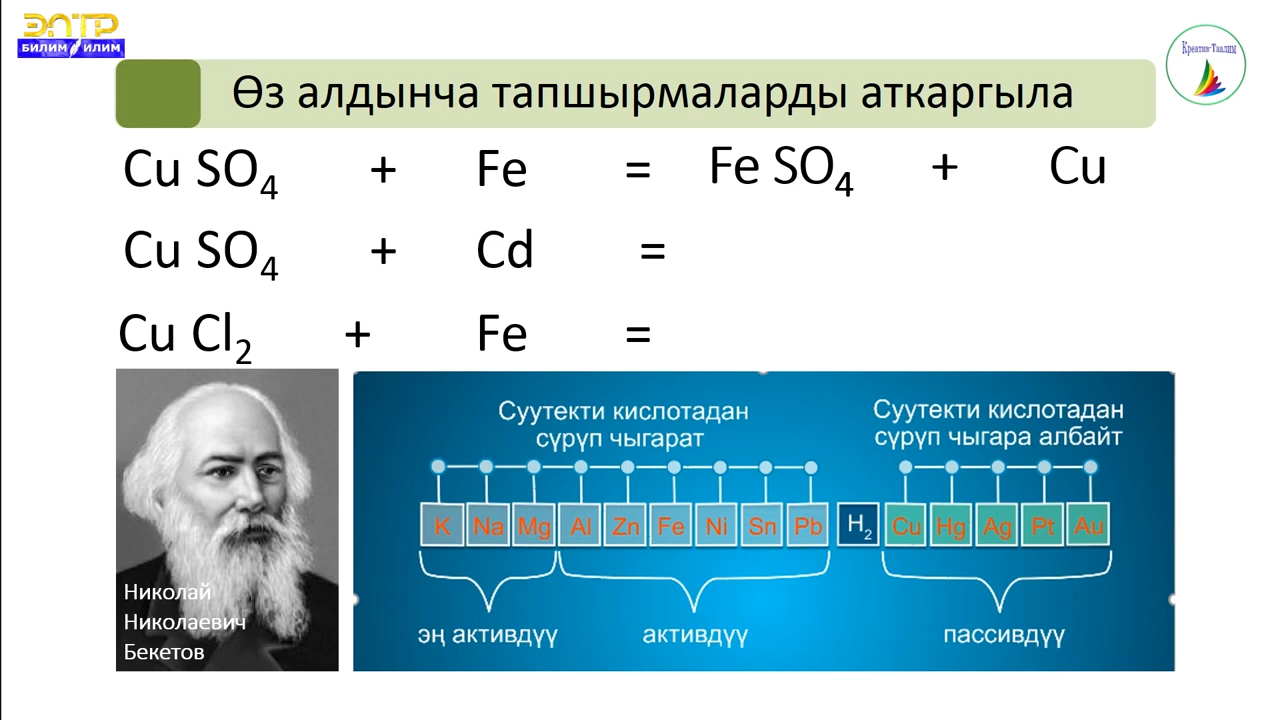 ЭЛТР
БИЛИМ ИЛИМ
Креатив-Таалим
Өз алдынча тапшырмаларды аткаргыла
Cu SO₄ + Fe = Fe SO₄ + Cu
Cu SO₄ + Cd =
Cu Cl₂ + Fe =
Николай
Николаевич
Бекетов
Суутекти кислотадан
сүрүп чыгарат
Суутекти кислотадан
сүрүп чыгара албайт
K Na Mg Al Zn Fe Ni Sn Pb H₂ Cu Hg Ag Pt Au
эң активдүү активдүү пассивдүү